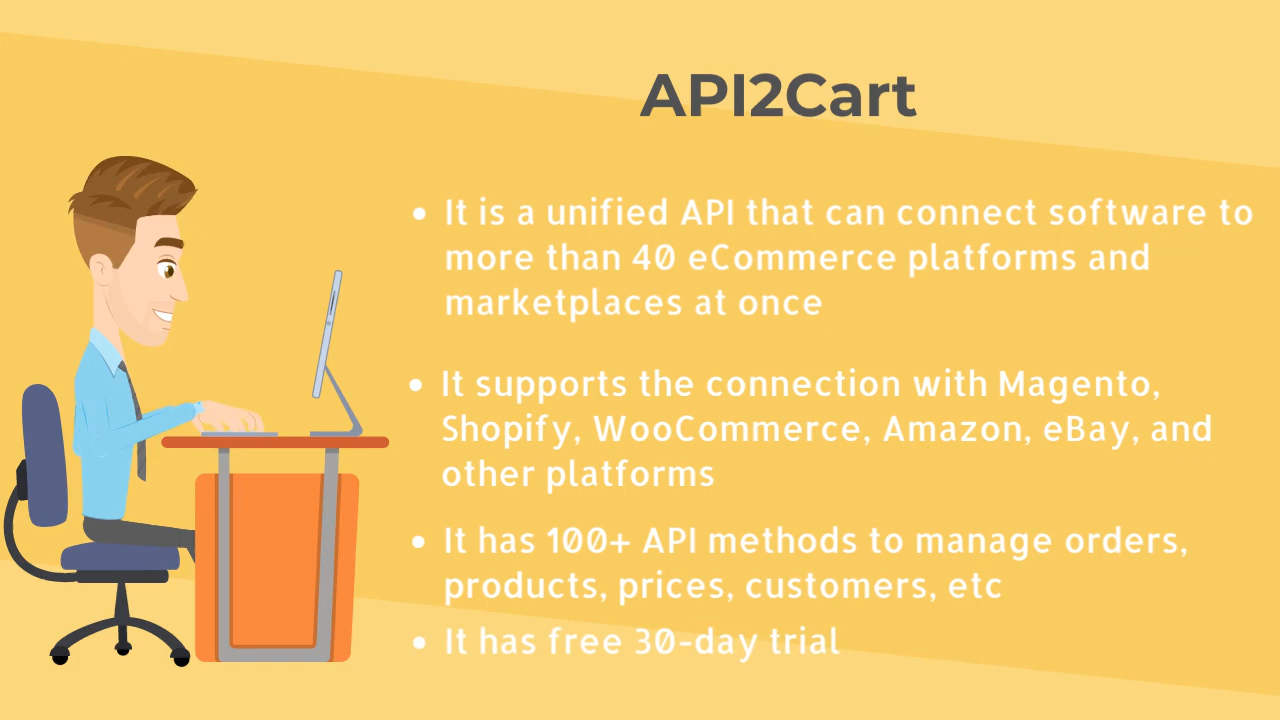 API2Cart
• It is a unified API that can connect software to
more than 40 eCommerce platforms and
marketplaces at once
• It supports the connection with Magento,
Shopify, WooCommerce, Amazon, eBay, and
other platforms
• It has 100+ API methods to manage orders,
products, prices, customers, etc
• It has free 30-day trial